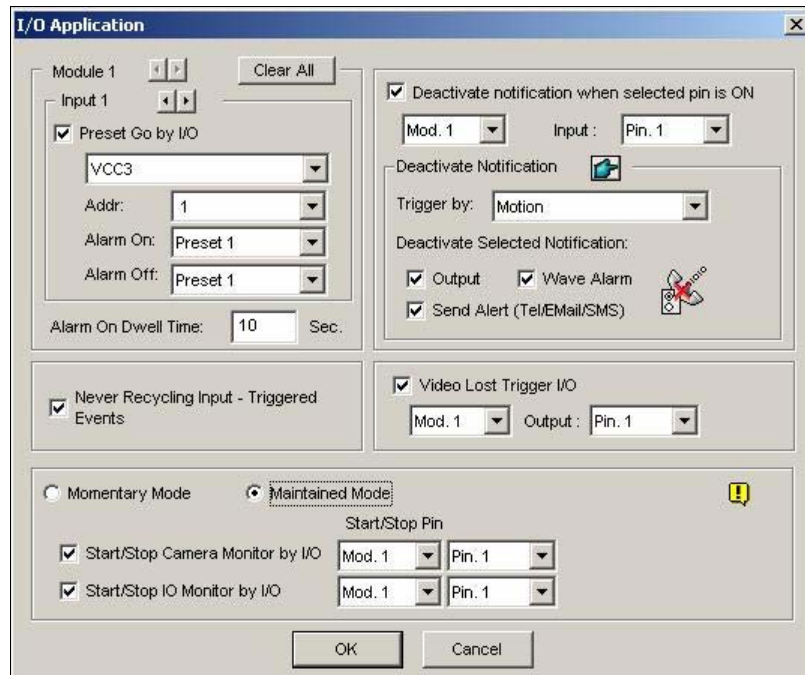 I/O Application
Module 1
Clear All
Input 1
Preset Go by I/O
VCC3
Addr: 1
Alarm On: Preset 1
Alarm Off: Preset 1
Alarm On Dwell Time: 10 Sec.
Deactivate notification when selected pin is ON
Mod. 1 Input : Pin. 1
Deactivate Notification
Trigger by: Motion
Deactivate Selected Notification:
Output Wave Alarm
Send Alert (Tel/EMail/SMS)
Never Recycling Input - Triggered
Events
Video Lost Trigger I/O
Mod. 1 Output : Pin. 1
Momentary Mode Maintained Mode
Start/Stop Pin
Start/Stop Camera Monitor by I/O Mod. 1 Pin. 1
Start/Stop IO Monitor by I/O Mod. 1 Pin. 1
OK Cancel